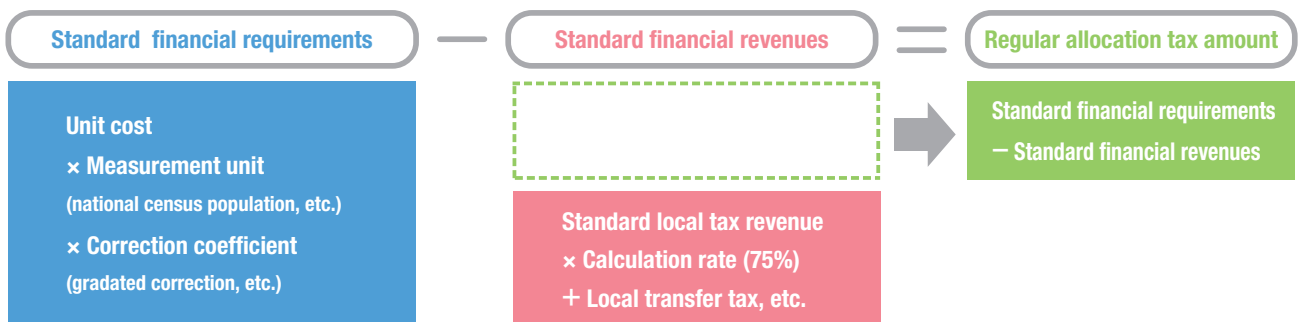 Standard financial requirements — Standard financial revenues = Regular allocation tax amount
Unit cost
× Measurement unit
(national census population, etc.)
× Correction coefficient
(gradated correction, etc.)
Standard local tax revenue
× Calculation rate (75%)
+ Local transfer tax, etc.
Standard financial requirements
— Standard financial revenues